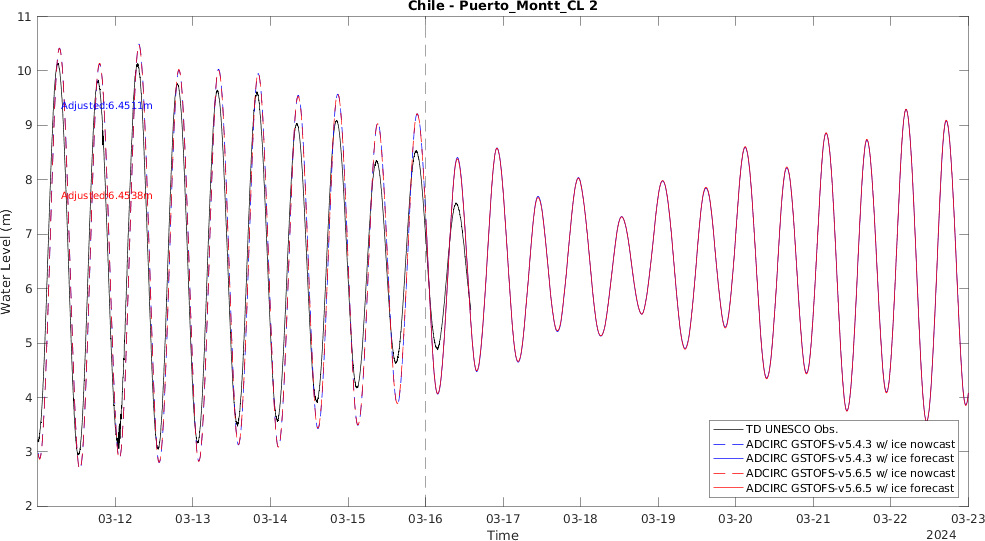 Chile - Puerto_Montt_CL 2
11
10
9
8
7
6
5
4
3
2
Water Level (m)
Adjusted:6.4511m
Adjusted:6.4538m
TD UNESCO Obs.
ADCIRC GSTOFS-v5.4.3 w/ ice nowcast
ADCIRC GSTOFS-v5.4.3 w/ ice forecast
ADCIRC GSTOFS-v5.6.5 w/ ice nowcast
ADCIRC GSTOFS-v5.6.5 w/ ice forecast
03-12 03-13 03-14 03-15 03-16 03-17 03-18 03-19 03-20 03-21 03-22 03-23
Time
2024